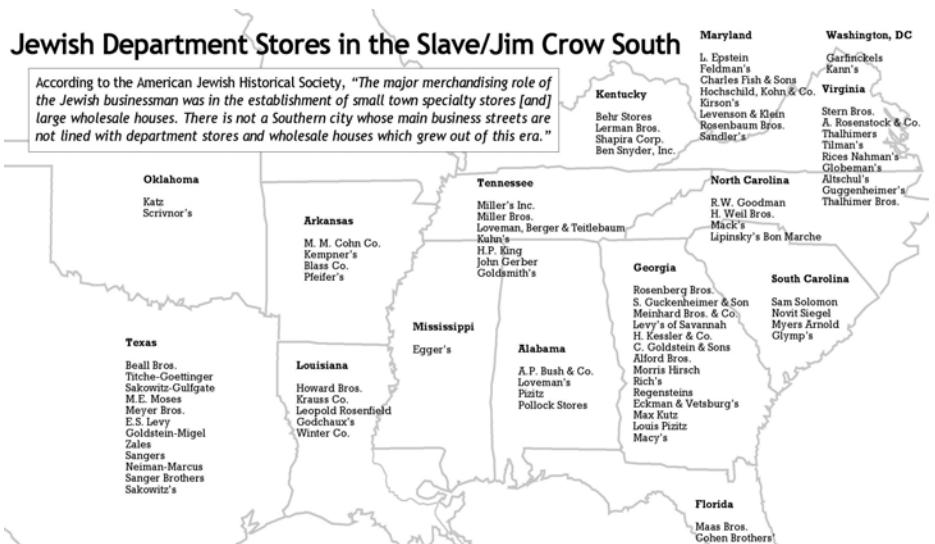 Jewish Department Stores in the Slave/Jim Crow South
According to the American Jewish Historical Society, “The major merchandising role of
the Jewish businessman was in the establishment of small town specialty stores [and]
large wholesale houses. There is not a Southern city whose main business streets are
not lined with department stores and wholesale houses which grew out of this era.”
Kentucky
Behr Stores
Lerman Bros.
Shapira Corp.
Ben Snyder, Inc.
Maryland
L. Epstein
Feldman's
Charles Fish & Sons
Hochschild, Kohn & Co.
Kirson's
Levenson & Klein
Rosenbaum Bros.
Sandler's
Washington, DC
Garfinckels
Kann's
Virginia
Stern Bros.
A. Rosenstock & Co.
Thalhimers
Tilman's
Rices Nahman's
Globeman's
Altschul's
Guggenheimer's
Thalhimer Bros.
Oklahoma
Katz
Scrivnor's
Arkansas
M. M. Cohn Co.
Kempner's
Blass Co.
Pfeifer's
Tennessee
Miller's Inc.
Miller Bros.
Loveman, Berger & Teitlebaum
Kuhn's
H.P. King
John Gerber
Goldsmith's
North Carolina
R.W. Goodman
H. Weil Bros.
Mack's
Lipinsky's Bon Marche
Texas
Beall Bros.
Titche-Goettinger
Sakowitz-Gulfgate
M.E. Moses
Meyer Bros.
E.S. Levy
Goldstein-Migel
Zales
Sangers
Neiman-Marcus
Sanger Brothers
Sakowitz's
Louisiana
Howard Bros.
Krauss Co.
Leopold Rosenfield
Godchaux's
Winter Co.
Mississippi
Egger's
Alabama
A.P. Bush & Co.
Loveman's
Pizitz
Pollock Stores
Georgia
Rosenberg Bros.
S. Guckenheimer & Son
Meinhard Bros. & Co.
Levy's of Savannah
H. Kessler & Co.
C. Goldstein & Sons
Alford Bros.
Morris Hirsch
Rich's
Regensteins
Eckman & Vetsburg's
Max Kutz
Louis Pizitz
Macy's
South Carolina
Sam Solomon
Novit Siegel
Myers Arnold
Glymp's
Florida
Maas Bros.
Cohen Brothers'